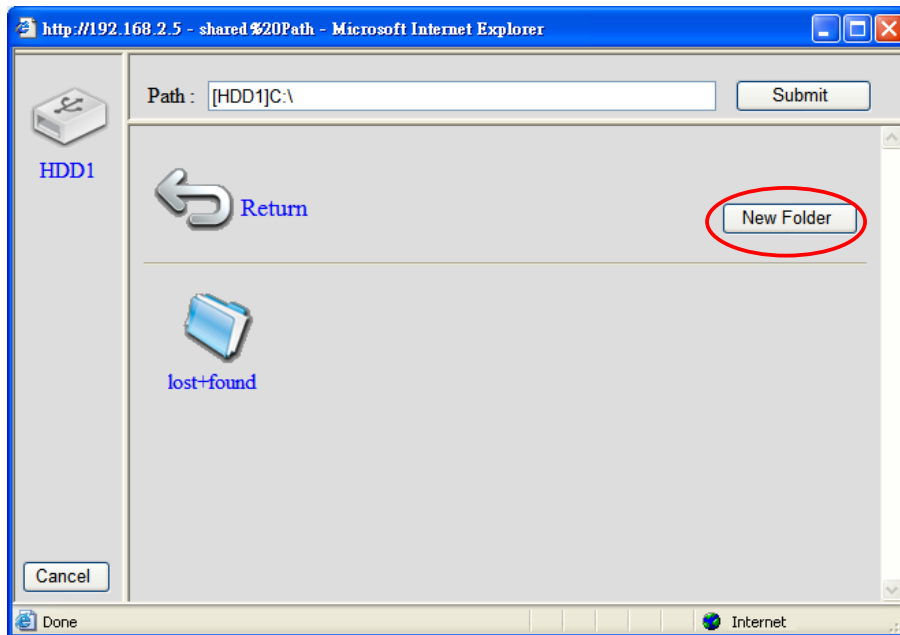 http://192.168.2.5 - shared%20Path - Microsoft Internet Explorer
Path : [HDD1]C:\ Submit
HDD1
Return New Folder
lost+found
Cancel
Done Internet